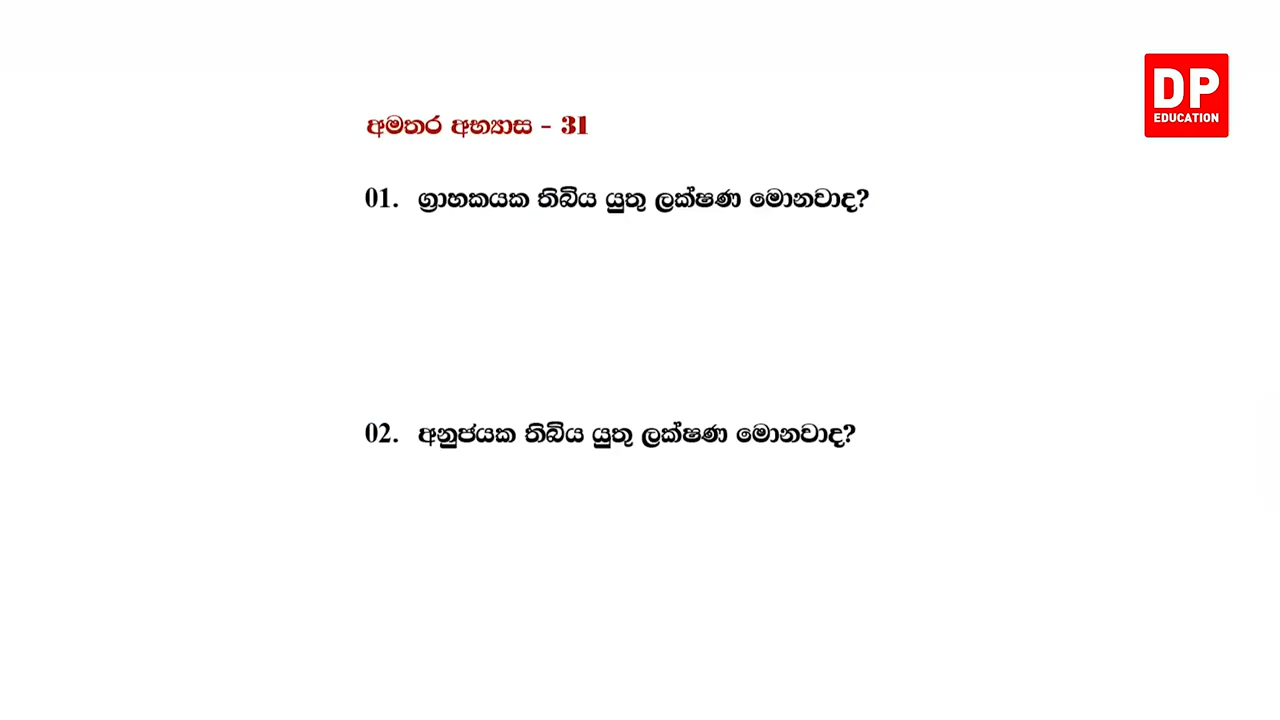 DP
EDUCATION
අමතර අභ්‍යාස - 31
01. ග්‍රාහකයක තිබිය යුතු ලක්ෂණ මොනවාද?
02. අනුජයක තිබිය යුතු ලක්ෂණ මොනවාද?